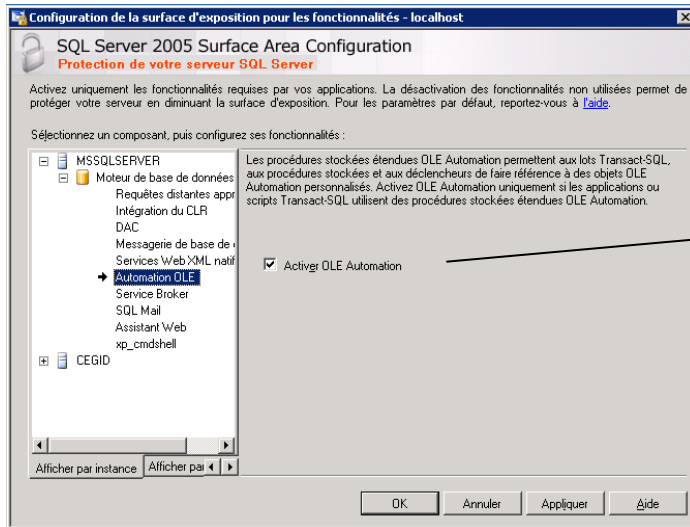 Configuration de la surface d'exposition pour les fonctionnalités - localhost
SQL Server 2005 Surface Area Configuration
Protection de votre serveur SQL Server
Activez uniquement les fonctionnalités requises par vos applications. La désactivation des fonctionnalités non utilisées permet de
protéger votre serveur en diminuant la surface d'exposition. Pour les paramètres par défaut, reportez-vous à l'aide.
Sélectionnez un composant, puis configurez ses fonctionnalités :
MSSQLSERVER
Moteur de base de données
Requêtes distantes appr
Intégration du CLR
DAC
Messagerie de base de
Services Web XML natif
Automation OLE
Service Broker
SQL Mail
Assistant Web
xp_cmdshell
CEGID
Afficher par instance Afficher par
Les procédures stockées étendues OLE Automation permettent aux lots Transact-SQL,
aux procédures stockées et aux déclencheurs de faire référence à des objets OLE
Automation personnalisés. Activez OLE Automation uniquement si les applications ou
scripts Transact-SQL utilisent des procédures stockées étendues OLE Automation.
Activer OLE Automation
OK Annuler Appliquer Aide